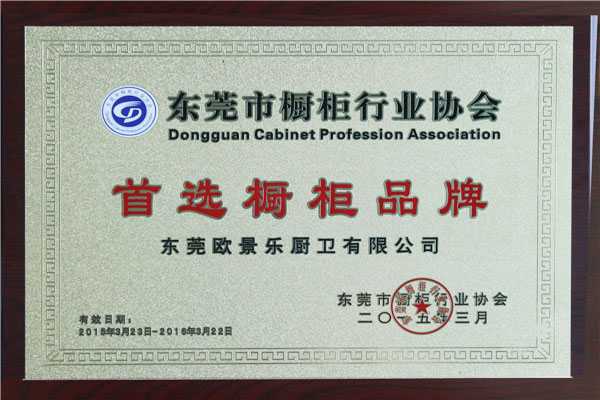 东莞市橱柜行业协会
Dongguan Cabinet Profession Association
首选橱柜品牌
东莞欧景乐厨卫有限公司
东莞市橱柜行业协会
二〇一五年三月
有效日期：
2015年3月23日-2016年3月22日